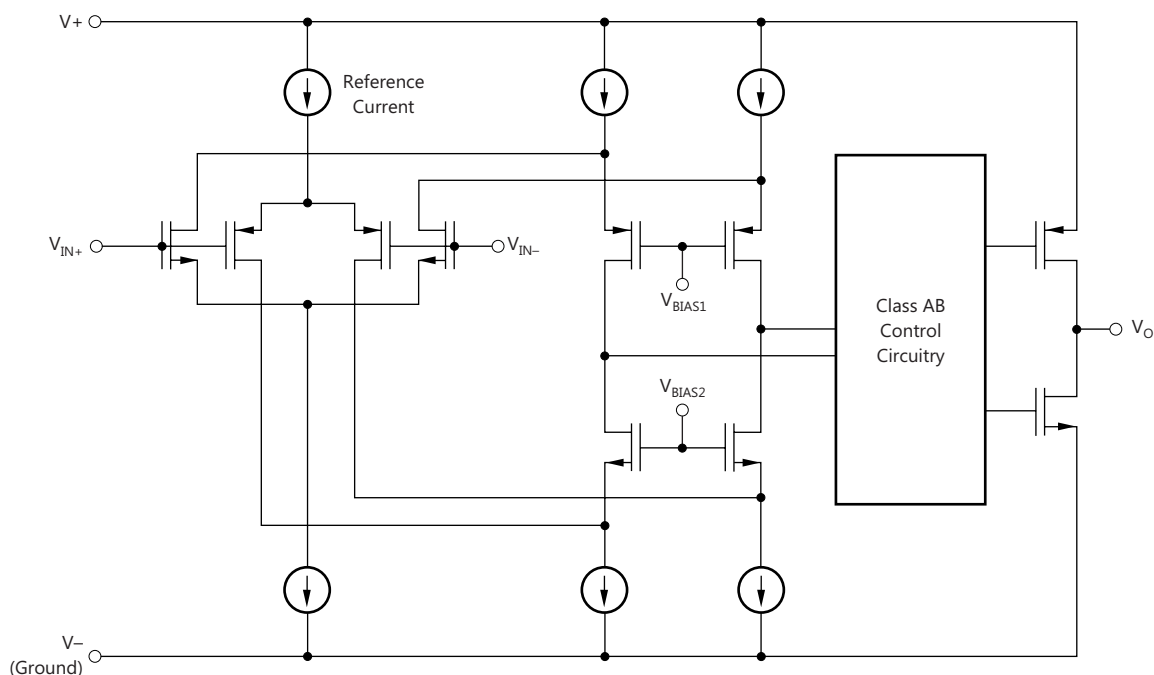 V+
Reference
Current
VIN+
VIN–
VBIAS1
Class AB
Control
Circuitry
VO
VBIAS2
V–
(Ground)